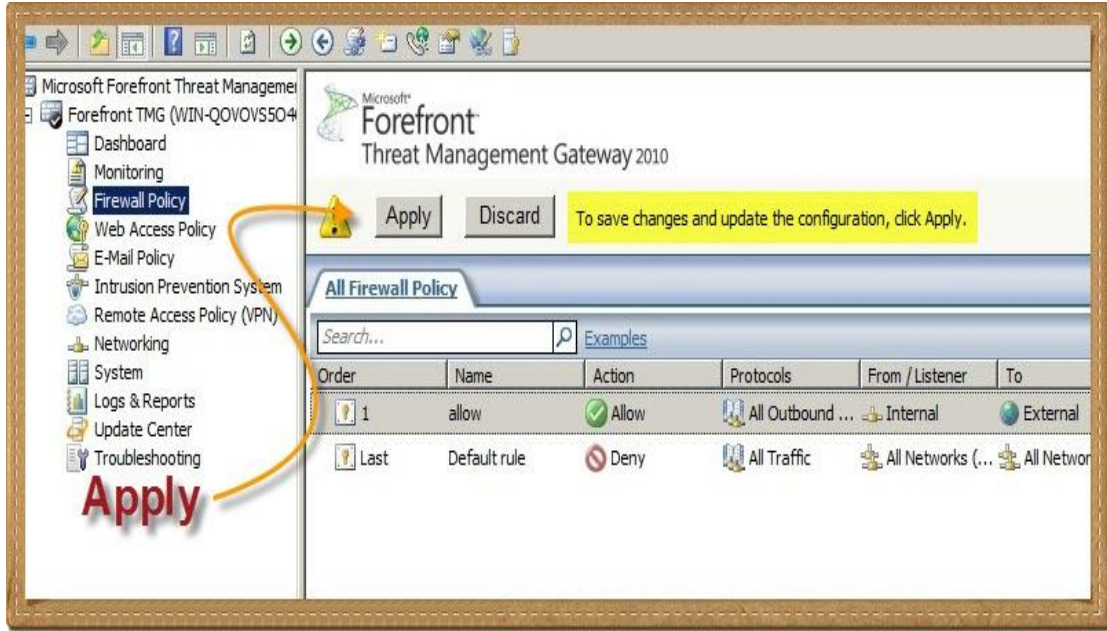 Microsoft Forefront Threat Manageme
Forefront TMG (WIN-QOVOVS5O4
Dashboard
Monitoring
Firewall Policy
Web Access Policy
E-Mail Policy
Intrusion Prevention System
Remote Access Policy (VPN)
Networking
System
Logs & Reports
Update Center
Troubleshooting
Apply
Microsoft
Forefront
Threat Management Gateway 2010
Apply Discard To save changes and update the configuration, click Apply.
All Firewall Policy
Search... Examples
Order Name Action Protocols From / Listener To
1 allow Allow All Outbound ... Internal External
Last Default rule Deny All Traffic All Networks (... All Networ